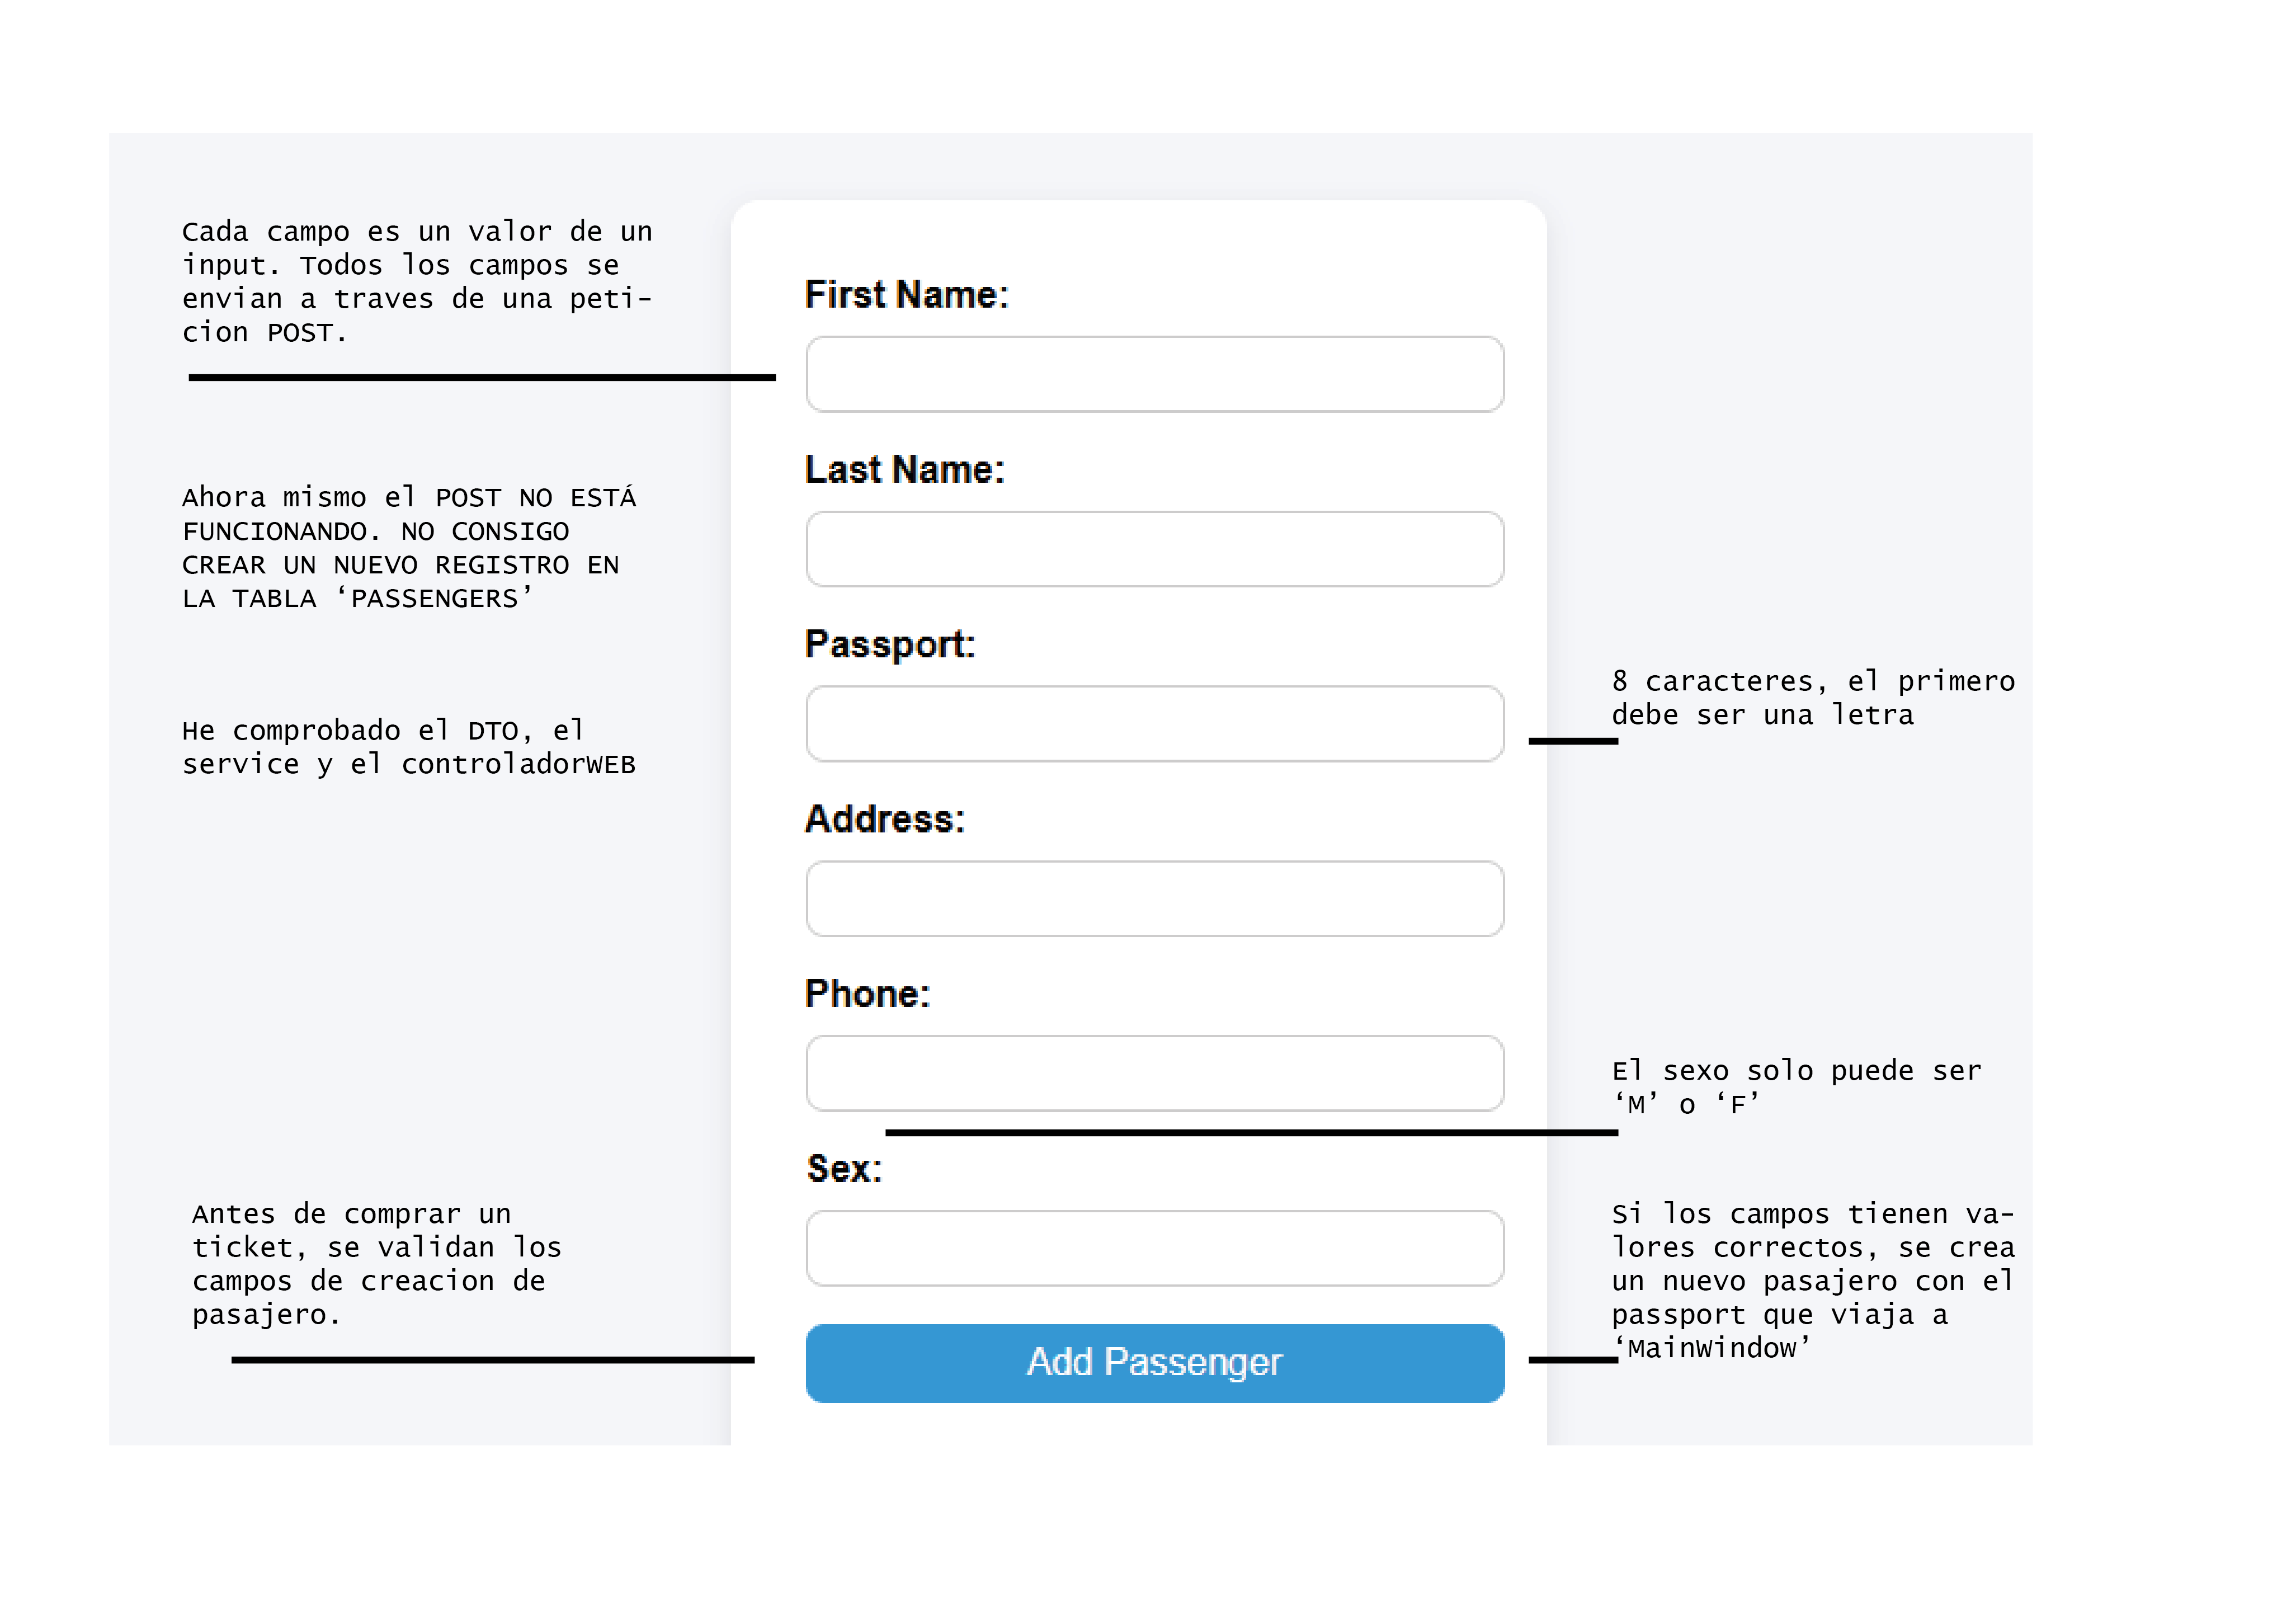 Cada campo es un valor de un
input. Todos los campos se
envian a traves de una peti-
cion POST.
Ahora mismo el POST NO ESTÁ
FUNCIONANDO. NO CONSIGO
CREAR UN NUEVO REGISTRO EN
LA TABLA ‘PASSENGERS’
He comprobado el DTO, el
service y el controladorWEB
Antes de comprar un
ticket, se validan los
campos de creacion de
pasajero.
First Name:
Last Name:
Passport:
Address:
Phone:
Sex:
Add Passenger
8 caracteres, el primero
debe ser una letra
El sexo solo puede ser
‘M’ o ‘F’
Si los campos tienen va-
lores correctos, se crea
un nuevo pasajero con el
passport que viaja a
‘MainWindow’